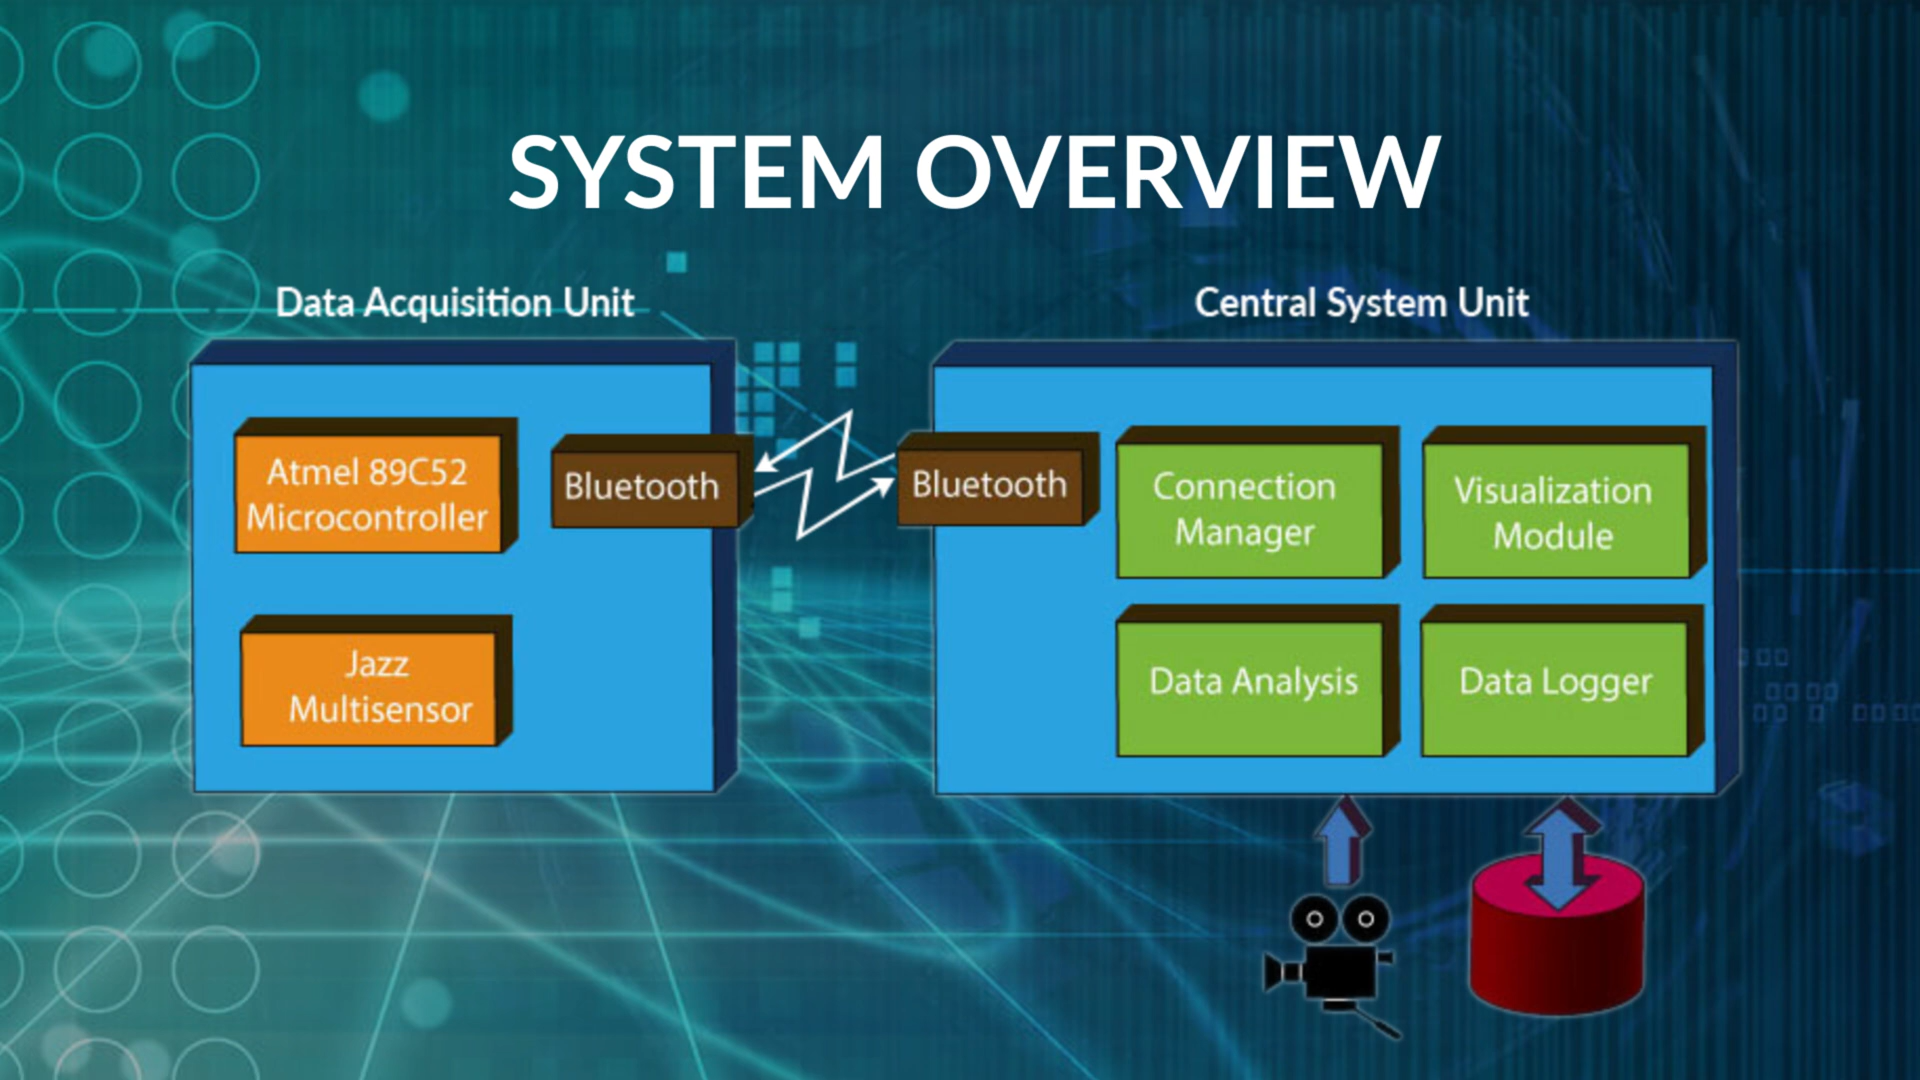 SYSTEM OVERVIEW
Data Acquisition Unit
Central System Unit
Atmel 89C52
Microcontroller
Bluetooth
Jazz
Multisensor
Bluetooth
Connection
Manager
Visualization
Module
Data Analysis
Data Logger